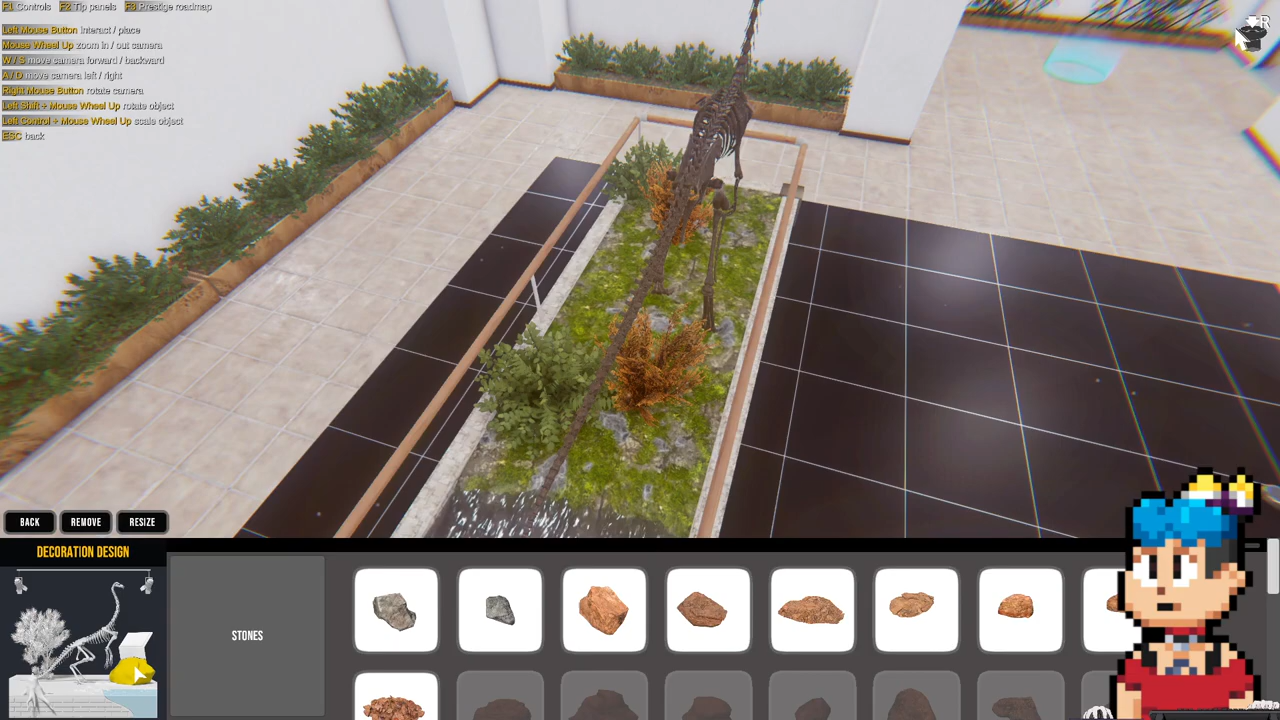 F1 Controls F2 Tip panels F3 Prestige roadmap
Left Mouse Button interact / place
Mouse Wheel Up zoom in / out camera
W / S move camera forward / backward
A / D move camera left / right
Right Mouse Button rotate camera
Left Shift + Mouse Wheel Up rotate object
Left Control + Mouse Wheel Up scale object
ESC back
R
BACK REMOVE RESIZE
DECORATION DESIGN
STONES